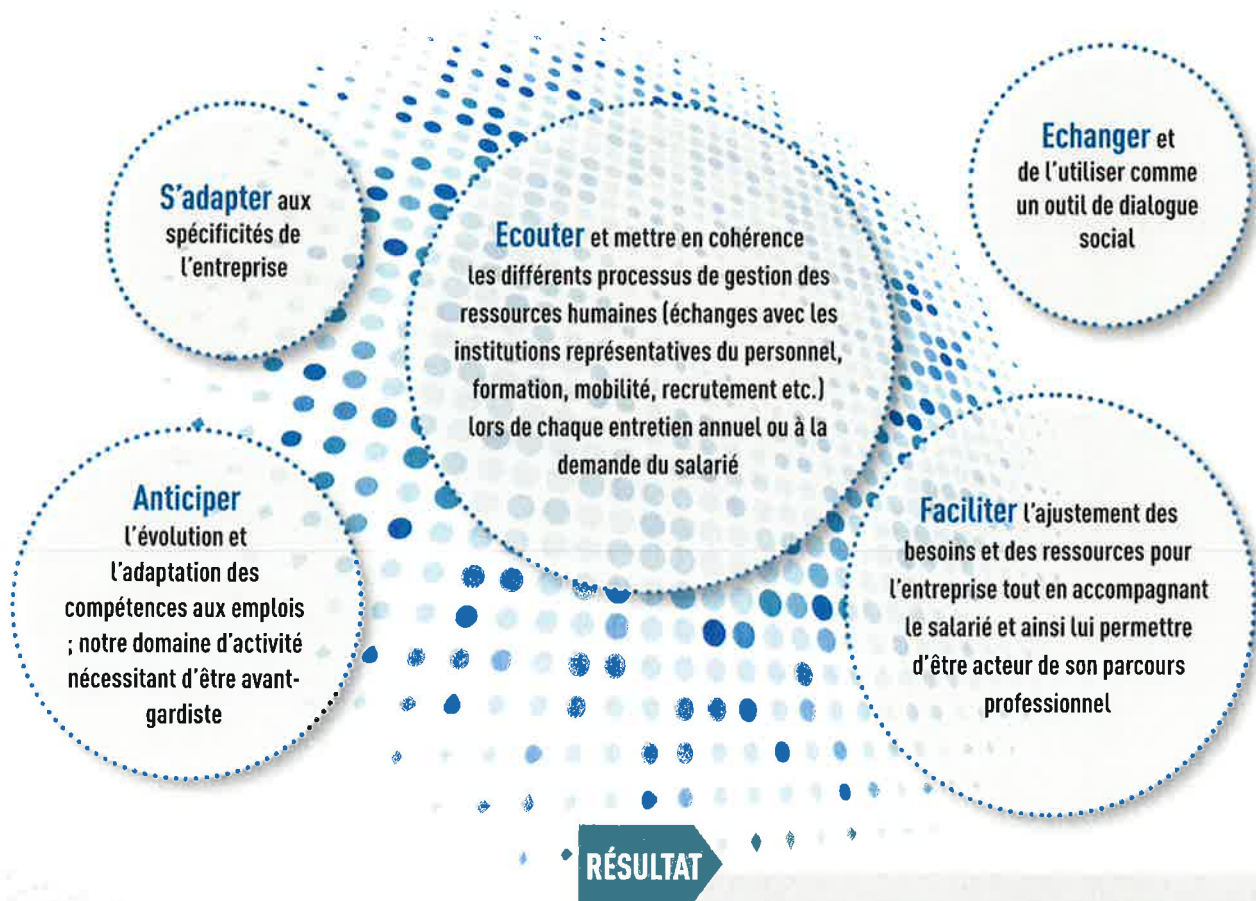 S'adapter aux
spécificités de
l'entreprise
Ecouter et mettre en cohérence
les différents processus de gestion des
ressources humaines (échanges avec les
institutions représentatives du personnel,
formation, mobilité, recrutement etc.)
lors de chaque entretien annuel ou à la
demande du salarié
Echanger et
de l'utiliser comme
un outil de dialogue
social
Anticiper
l'évolution et
l'adaptation des
compétences aux emplois
; notre domaine d'activité
nécessitant d'être avant-
gardiste
Faciliter l'ajustement des
besoins et des ressources pour
l'entreprise tout en accompagnant
le salarié et ainsi lui permettre
d'être acteur de son parcours
professionnel
RÉSULTAT